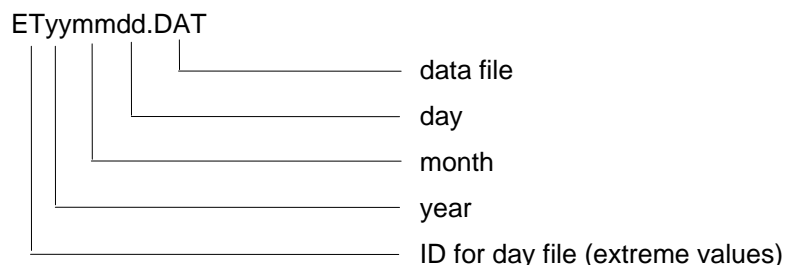 ETyymmdd.DAT
data file
day
month
year
ID for day file (extreme values)